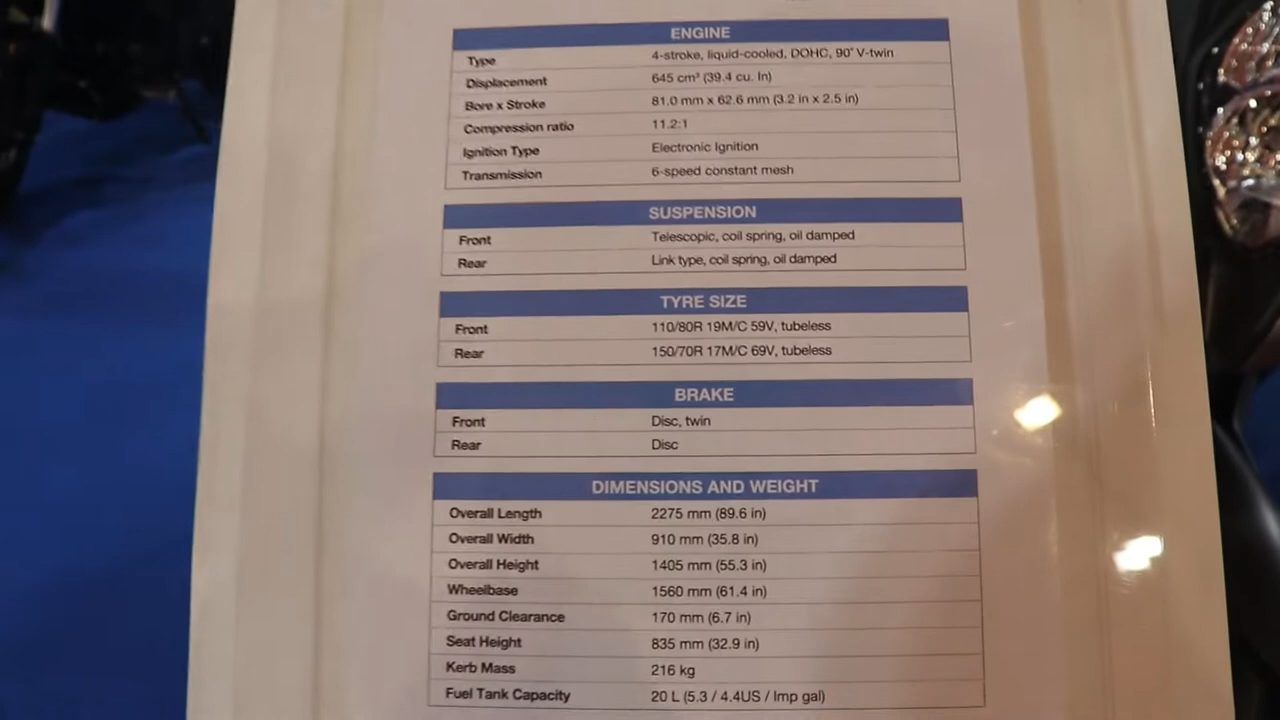 ENGINE
Type 4-stroke, liquid-cooled, DOHC, 90° V-twin
Displacement 645 cm³ (39.4 cu. In)
Bore x Stroke 81.0 mm x 62.6 mm (3.2 in x 2.5 in)
Compression ratio 11.2:1
Ignition Type Electronic Ignition
Transmission 6-speed constant mesh
SUSPENSION
Front Telescopic, coil spring, oil damped
Rear Link type, coil spring, oil damped
TYRE SIZE
Front 110/80R 19M/C 59V, tubeless
Rear 150/70R 17M/C 69V, tubeless
BRAKE
Front Disc, twin
Rear Disc
DIMENSIONS AND WEIGHT
Overall Length 2275 mm (89.6 in)
Overall Width 910 mm (35.8 in)
Overall Height 1405 mm (55.3 in)
Wheelbase 1560 mm (61.4 in)
Ground Clearance 170 mm (6.7 in)
Seat Height 835 mm (32.9 in)
Kerb Mass 216 kg
Fuel Tank Capacity 20 L (5.3 / 4.4US / Imp gal)